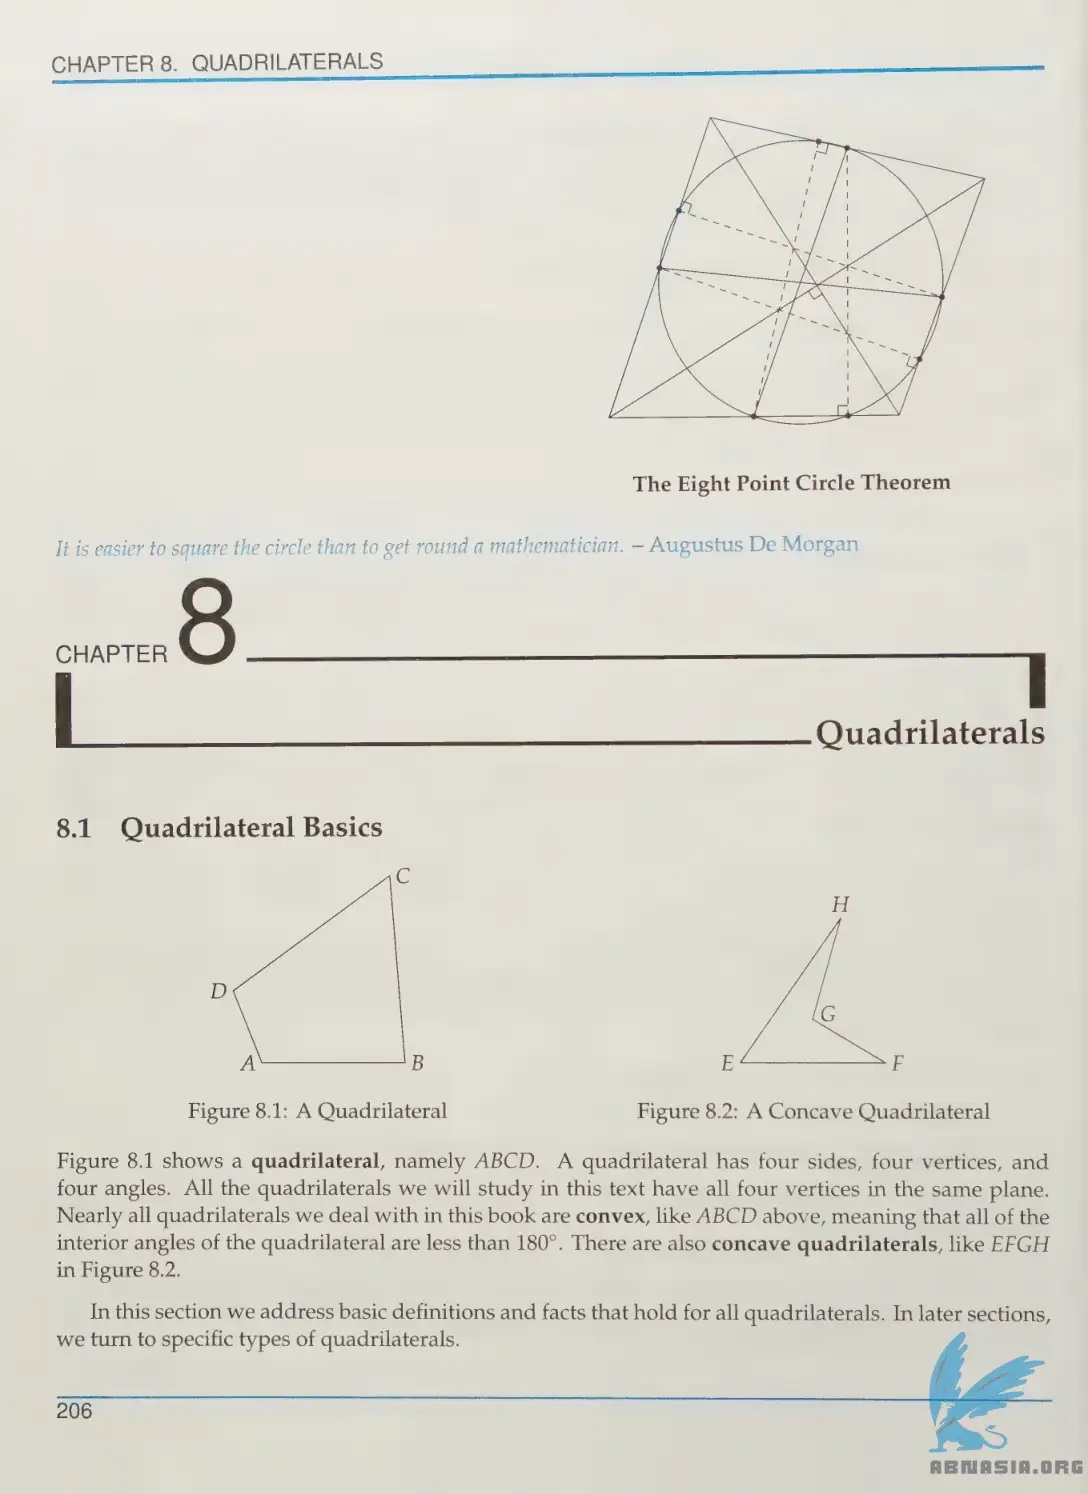 CHAPTER 8. QUADRILATERALS
The Eight Point Circle Theorem
It is easier to square the circle than to get round a mathematician. – Augustus De Morgan
CHAPTER 8
Quadrilaterals
8.1 Quadrilateral Basics
C
D
A
B
H
G
E
F
Figure 8.1: A Quadrilateral
Figure 8.2: A Concave Quadrilateral
Figure 8.1 shows a quadrilateral, namely ABCD. A quadrilateral has four sides, four vertices, and
four angles. All the quadrilaterals we will study in this text have all four vertices in the same plane.
Nearly all quadrilaterals we deal with in this book are convex, like ABCD above, meaning that all of the
interior angles of the quadrilateral are less than 180°. There are also concave quadrilaterals, like EFGH
in Figure 8.2.
In this section we address basic definitions and facts that hold for all quadrilaterals. In later sections,
we turn to specific types of quadrilaterals.
206
ABNASIA.ORG